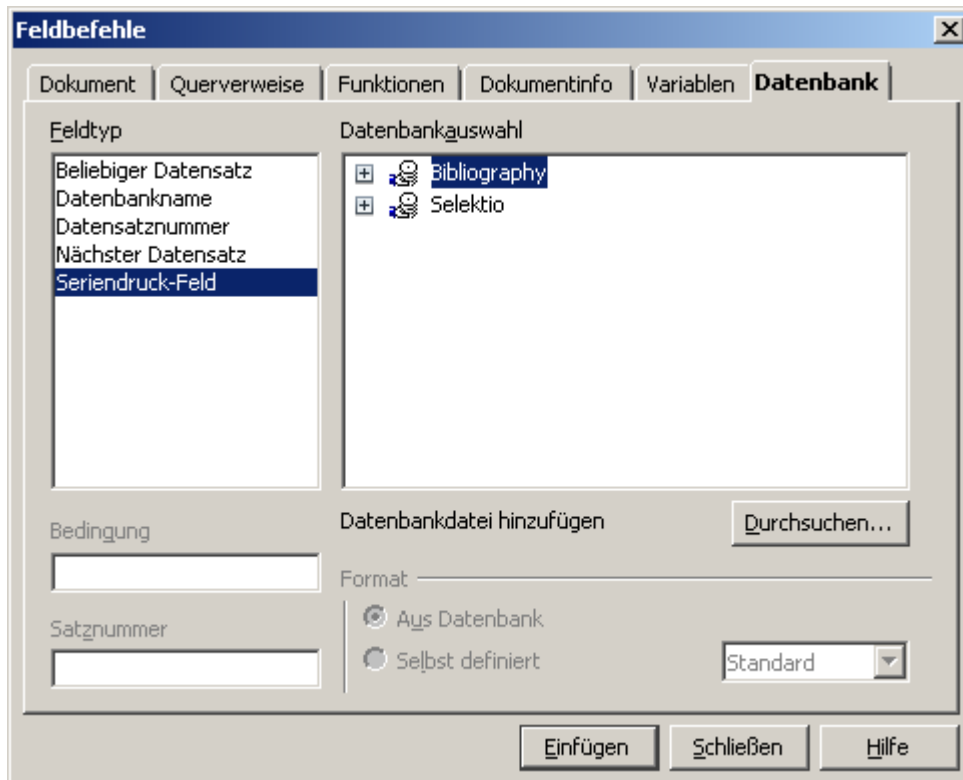 Feldbefehle
Dokument Querverweise Funktionen Dokumentinfo Variablen Datenbank
Feldtyp
Beliebiger Datensatz
Datenbankname
Datensatznummer
Nächster Datensatz
Seriendruck-Feld
Datenbankauswahl
Bibliography
Selektio
Bedingung
Satznummer
Datenbankdatei hinzufügen
Durchsuchen...
Format
Aus Datenbank
Selbst definiert
Standard
Einfügen Schließen Hilfe